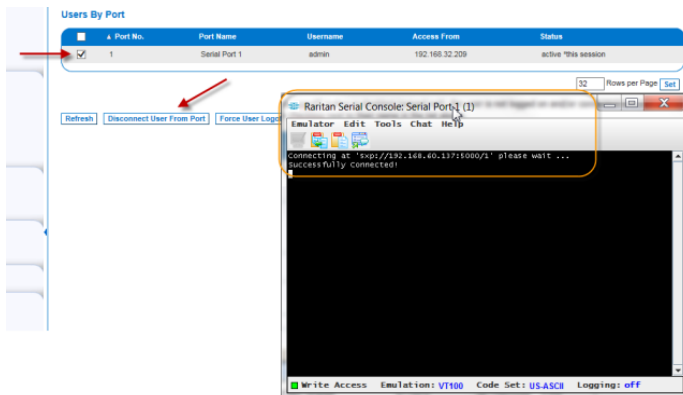 Users By Port
▲ Port No. Port Name Username Access From Status
1 Serial Port 1 admin 192.168.32.209 active *this session
32 Rows per Page Set
Refresh Disconnect User From Port Force User Logo
Raritan Serial Console: Serial Port 1 (1)
Emulator Edit Tools Chat Help
Connecting at 'sxp://192.168.60.137:5000/1' please wait ...
Successfully Connected!
Write Access Emulation: VT100 Code Set: US-ASCII Logging: off